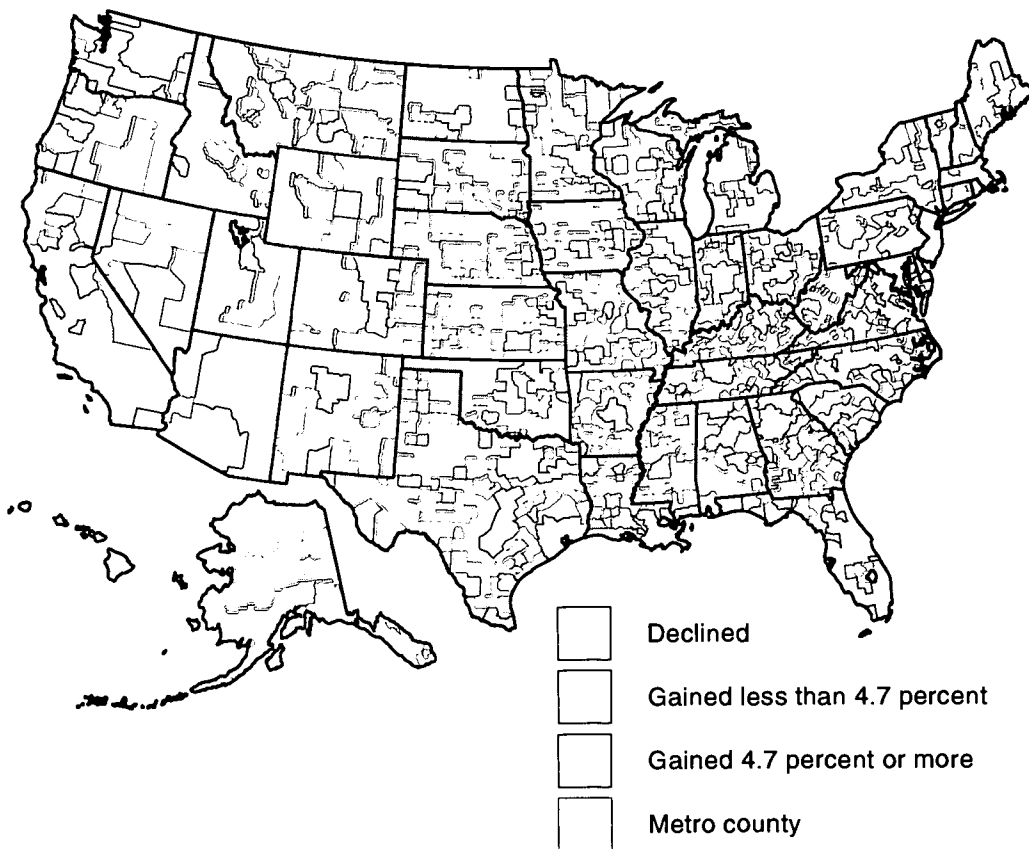 Declined
Gained less than 4.7 percent
Gained 4.7 percent or more
Metro county